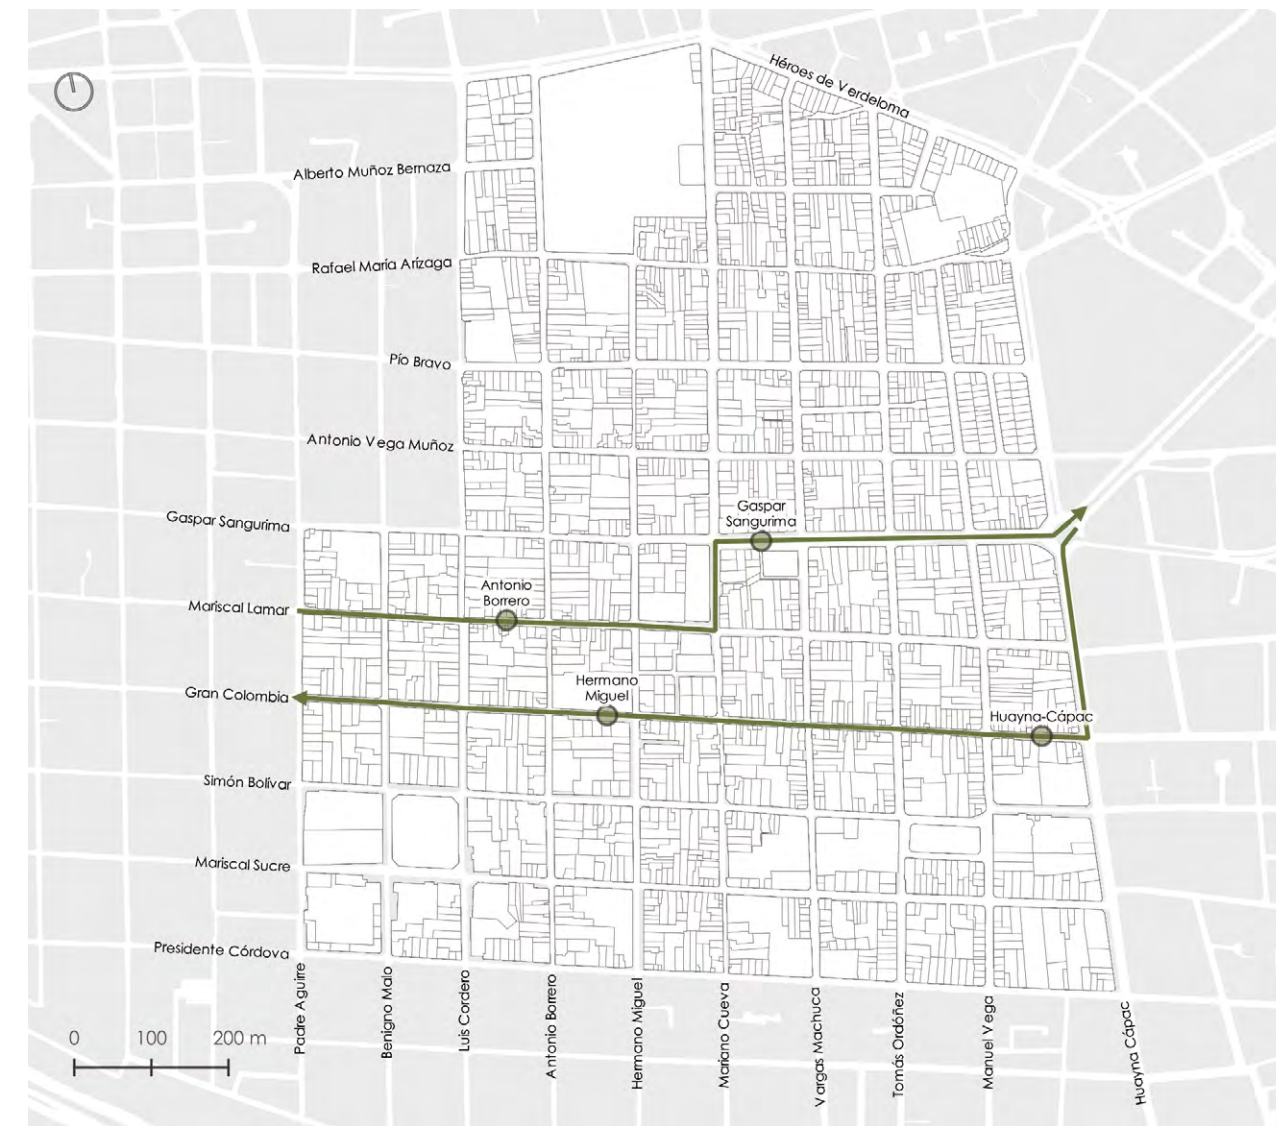 Héroes de Verdeloma
Alberto Muñoz Bernaza
Rafael María Arízaga
Pío Bravo
Antonio Vega Muñoz
Gaspar Sangurima
Gaspar
Sangurima
Antonio
Borrero
Mariscal Lamar
Hermano
Miguel
Gran Colombia
Huayna-Cápac
Simón Bolívar
Mariscal Sucre
Presidente Córdova
Padre Aguirre
Benigno Malo
Luis Cordero
Antonio Borrero
Hermano Miguel
Mariano Cueva
Vargas Machuca
Tomás Ordóñez
Manuel Vega
Huayna Cápac
0 100 200 m